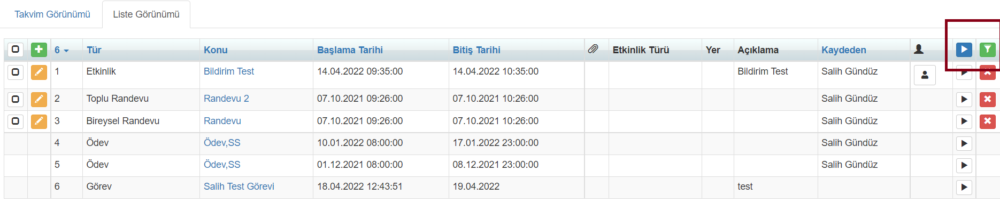 Takvim Görünümü Liste Görünümü
6 Tür Konu Başlama Tarihi Bitiş Tarihi Etkinlik Türü Yer Açıklama Kaydeden
1 Etkinlik Bildirim Test 14.04.2022 09:35:00 14.04.2022 10:35:00 Bildirim Test Salih Gündüz
2 Toplu Randevu Randevu 2 07.10.2021 09:26:00 07.10.2021 10:26:00 Salih Gündüz
3 Bireysel Randevu Randevu 07.10.2021 09:26:00 07.10.2021 10:26:00 Salih Gündüz
4 Ödev Ödev,SS 10.01.2022 08:00:00 17.01.2022 23:00:00 Salih Gündüz
5 Ödev Ödev,SS 01.12.2021 08:00:00 08.12.2021 23:00:00 Salih Gündüz
6 Görev Salih Test Görevi 18.04.2022 12:43:51 19.04.2022 test